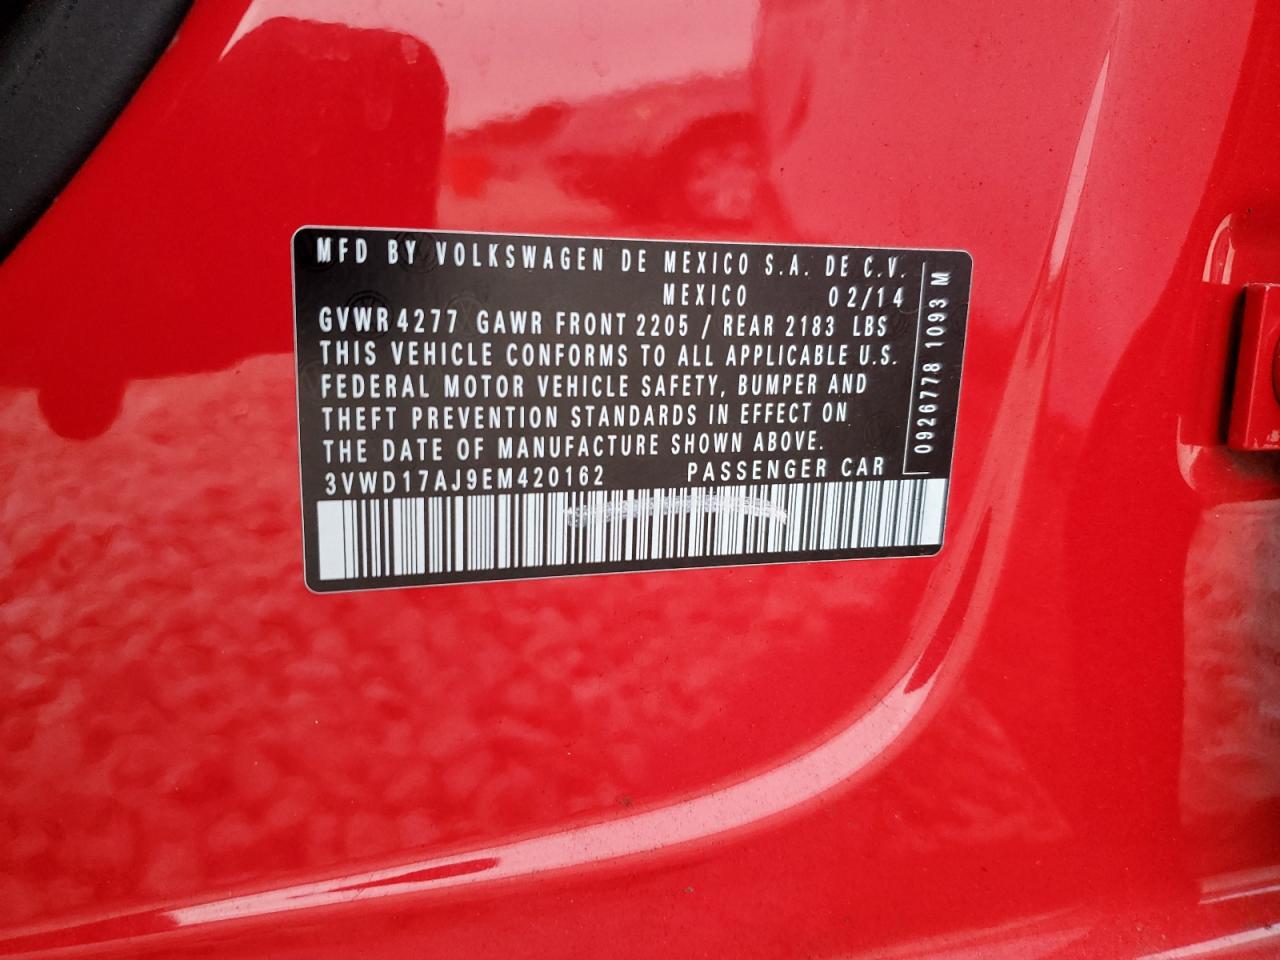 MFD BY VOLKSWAGEN DE MEXICO S.A. DE C.V.
MEXICO 02/14
GVWR 4277 GAWR FRONT 2205 / REAR 2183 LBS
THIS VEHICLE CONFORMS TO ALL APPLICABLE U.S.
FEDERAL MOTOR VEHICLE SAFETY, BUMPER AND
THEFT PREVENTION STANDARDS IN EFFECT ON
THE DATE OF MANUFACTURE SHOWN ABOVE.
3VWD17AJ9EM420162 PASSENGER CAR
0926778 1093 M